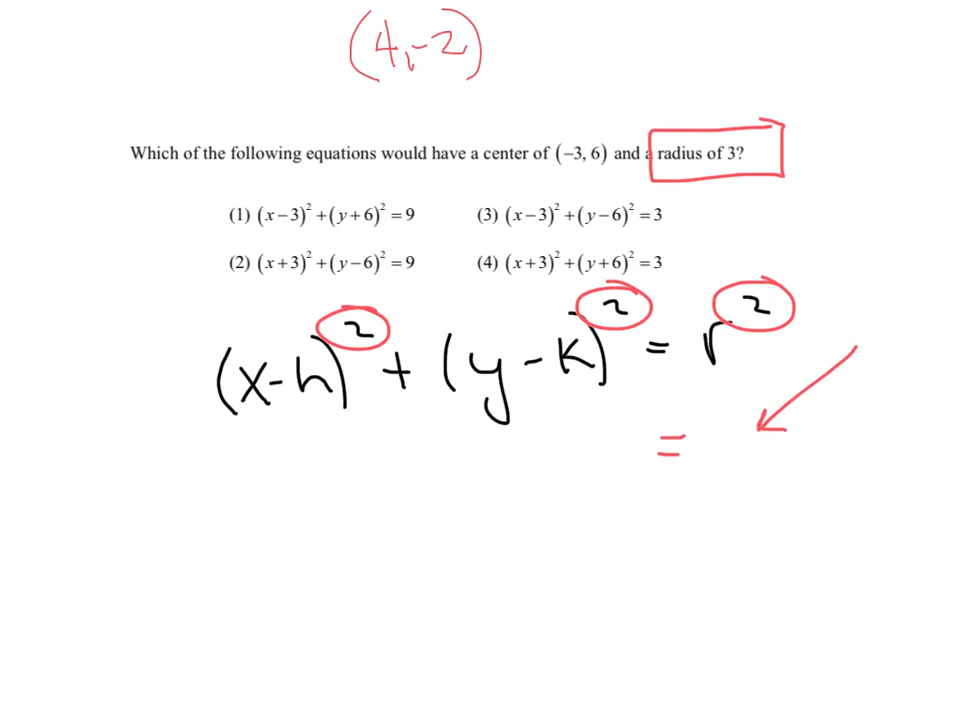 (4,-2)
Which of the following equations would have a center of (−3, 6) and a radius of 3?
(1) (x−3)² +(y+6)² = 9 (3) (x−3)² +(y−6)² = 3
(2) (x+3)² +(y−6)² = 9 (4) (x+3)² +(y+6)² = 3
(x-h)² + (y-k)² = r²
=